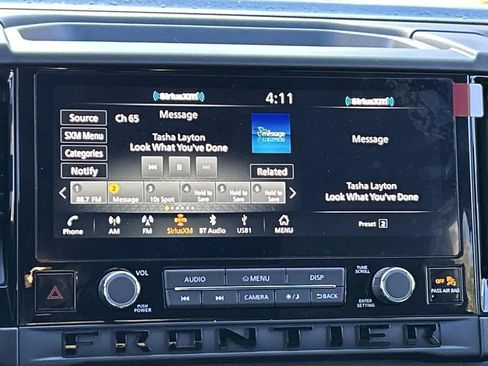 ((SiriusXM))
4:11
((SiriusXM))
Source
Ch 65
Message
SXM Menu
Tasha Layton
Look What You've Done
message
Message
Categories
Notify
Related
Tasha Layton
Look What You've Done
1
88.7 FM
2
Message
3
10s Spot
4
Hold to Save
5
Hold to Save
6
Hold to Save
Preset 2
Phone
AM
FM
SiriusXM
BT Audio
USB1
MENU
VOL
PUSH
POWER
AUDIO
MENU
DISP
CAMERA
BACK
TUNE
SCROLL
ENTER
SETTING
OFF
PASS AIR BAG
FRONTIER